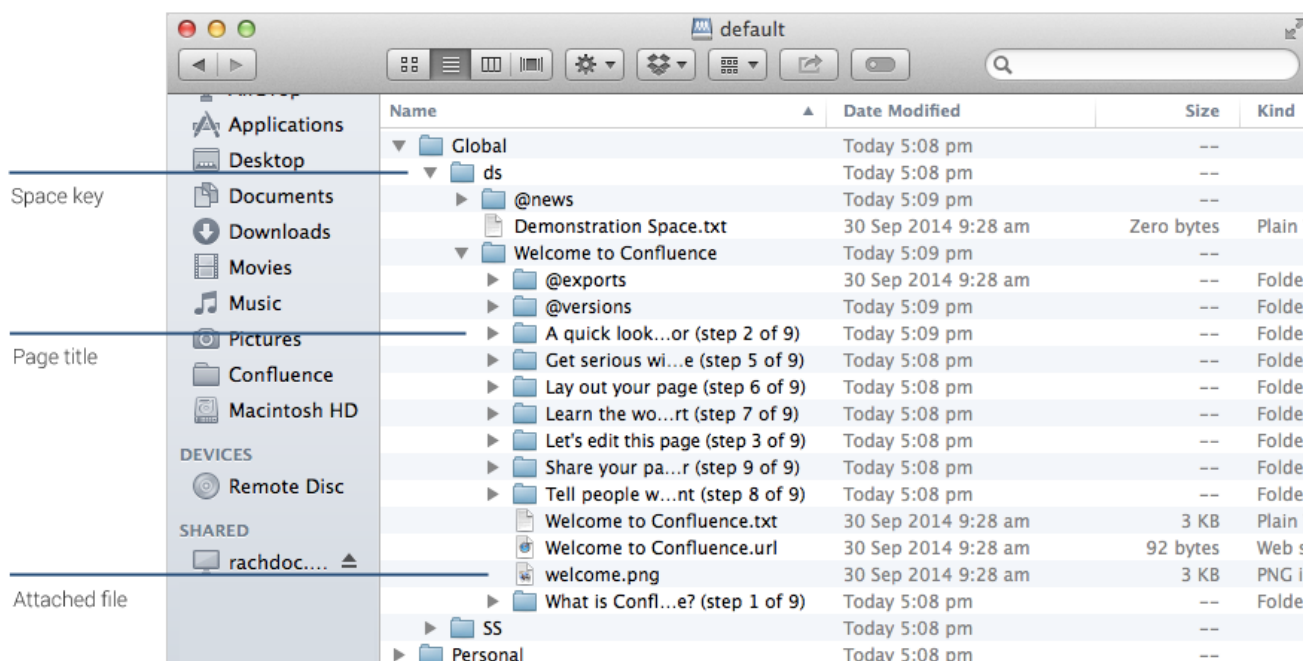 default
Name Date Modified Size Kind
AirDrop
Applications
Desktop
Documents
Downloads
Movies
Music
Pictures
Confluence
Macintosh HD
DEVICES
Remote Disc
SHARED
rachdoc....
Space key
Page title
Attached file
Global Today 5:08 pm --
ds Today 5:08 pm --
@news Today 5:09 pm --
Demonstration Space.txt 30 Sep 2014 9:28 am Zero bytes Plain
Welcome to Confluence Today 5:09 pm --
@exports 30 Sep 2014 9:28 am -- Folde
@versions Today 5:09 pm -- Folde
A quick look...or (step 2 of 9) Today 5:09 pm -- Folde
Get serious wi...e (step 5 of 9) Today 5:08 pm -- Folde
Lay out your page (step 6 of 9) Today 5:08 pm -- Folde
Learn the wo...rt (step 7 of 9) Today 5:08 pm -- Folde
Let's edit this page (step 3 of 9) Today 5:08 pm -- Folde
Share your pa...r (step 9 of 9) Today 5:08 pm -- Folde
Tell people w...nt (step 8 of 9) Today 5:08 pm -- Folde
Welcome to Confluence.txt 30 Sep 2014 9:28 am 3 KB Plain
Welcome to Confluence.url 30 Sep 2014 9:28 am 92 bytes Web s
welcome.png 30 Sep 2014 9:28 am 3 KB PNG i
What is Confl...e? (step 1 of 9) Today 5:08 pm -- Folde
SS Today 5:08 pm --
Personal Today 5:08 pm --